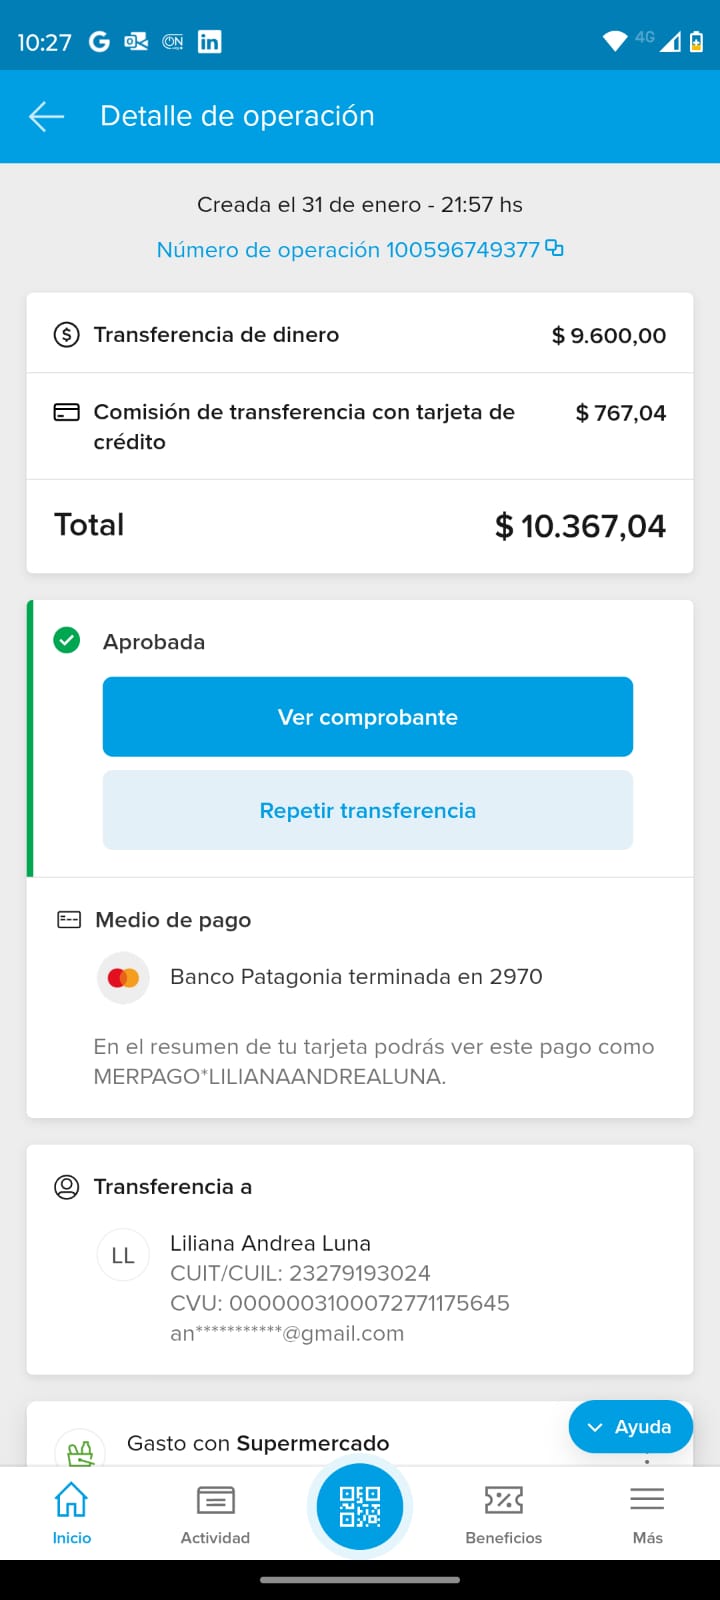 10:27
4G
Detalle de operación
Creada el 31 de enero - 21:57 hs
Número de operación 100596749377
Transferencia de dinero $ 9.600,00
Comisión de transferencia con tarjeta de $ 767,04
crédito
Total $ 10.367,04
Aprobada
Ver comprobante
Repetir transferencia
Medio de pago
Banco Patagonia terminada en 2970
En el resumen de tu tarjeta podrás ver este pago como
MERPAGO*LILIANAANDREALUNA.
Transferencia a
LL
Liliana Andrea Luna
CUIT/CUIL: 23279193024
CVU: 0000003100072771175645
an***********@gmail.com
Gasto con Supermercado
Ayuda
Inicio
Actividad
Beneficios
Más